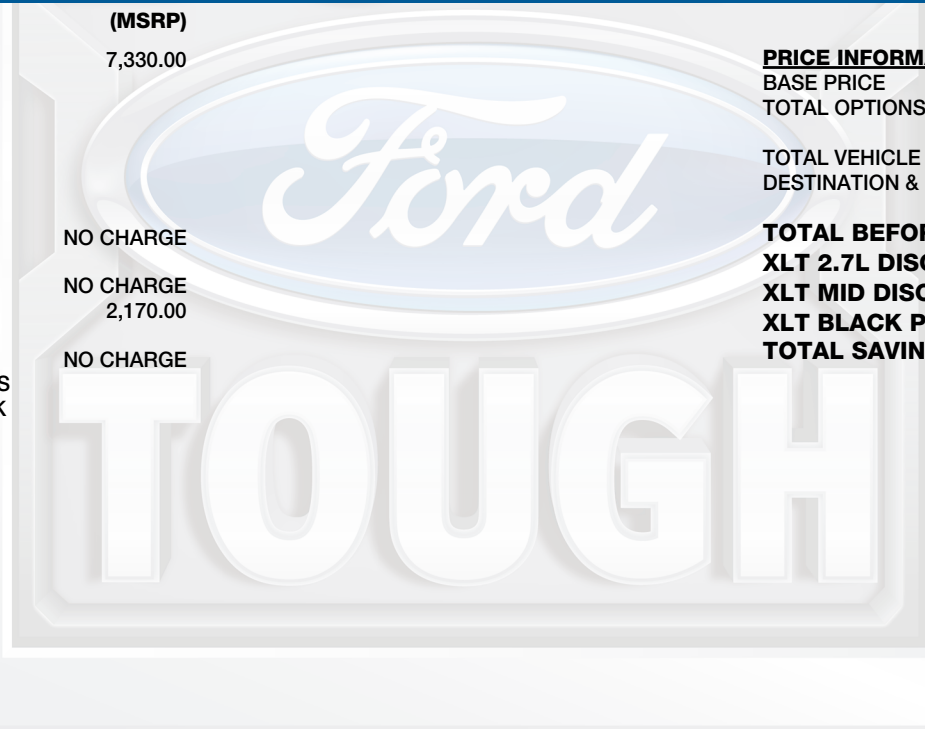 (MSRP)
7,330.00
NO CHARGE
NO CHARGE
2,170.00
NO CHARGE
S
K
PRICE INFORMA
BASE PRICE
TOTAL OPTIONS
TOTAL VEHICLE
DESTINATION &
TOTAL BEFOR
XLT 2.7L DISC
XLT MID DISC
XLT BLACK P
TOTAL SAVIN
Ford
TOUGH